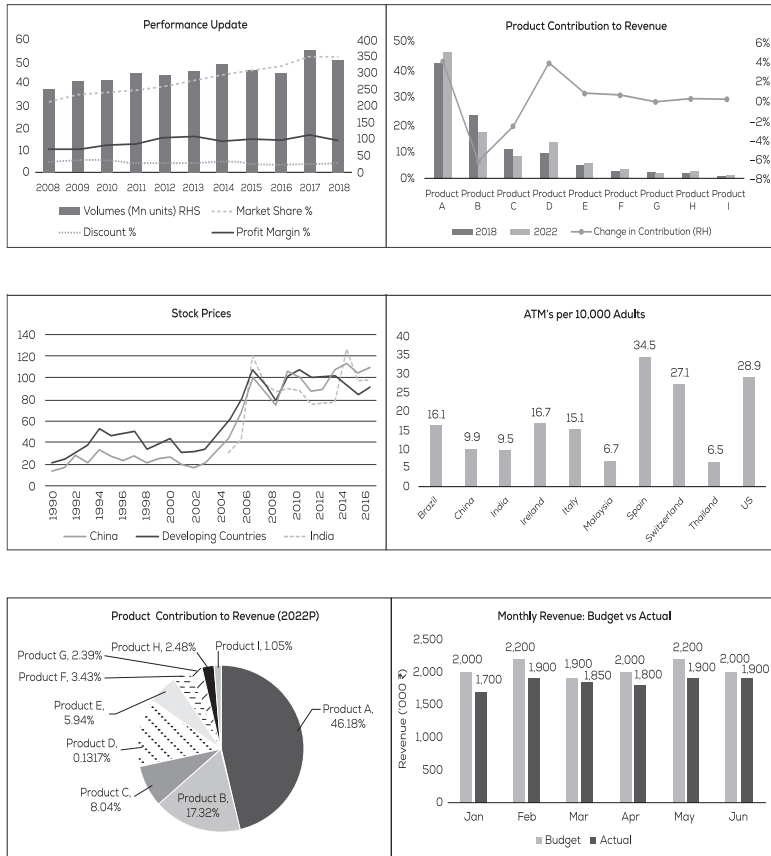 Performance Update
60
50
40
30
20
10
0
400
350
300
250
200
150
100
50
0
2008 2009 2010 2011 2012 2013 2014 2015 2016 2017 2018
Volumes (Mn units) RHS
Market Share %
Discount %
Profit Margin %
Product Contribution to Revenue
50%
40%
30%
20%
10%
0%
6%
4%
2%
0%
-2%
-4%
-6%
-8%
Product Product Product Product Product Product Product Product Product
A B C D E F G H I
2018 2022 Change in Contribution (RH)
Stock Prices
140
120
100
80
60
40
20
0
1990 1992 1994 1996 1998 2000 2002 2004 2006 2008 2010 2012 2014 2016
China Developing Countries India
ATM's per 10,000 Adults
40
35
30
25
20
15
10
5
0
16.1 9.9 9.5 16.7 15.1 6.7 34.5 27.1 6.5 28.9
Brazil China India Ireland Italy Malaysia Spain Switzerland Thailand US
Product Contribution to Revenue (2022P)
Product H, 2.48%
Product I, 1.05%
Product G, 2.39%
Product F, 3.43%
Product E,
5.94%
Product D,
0.1317%
Product C,
8.04%
Product B,
17.32%
Product A,
46.18%
Monthly Revenue: Budget vs Actual
Revenue ('000 ₹)
2,500
2,000
1,500
1,000
500
0
2,000 1,700 2,200 1,900 1,900 1,850 2,000 1,800 2,200 1,900 2,000 1,900
Jan Feb Mar Apr May Jun
Budget Actual